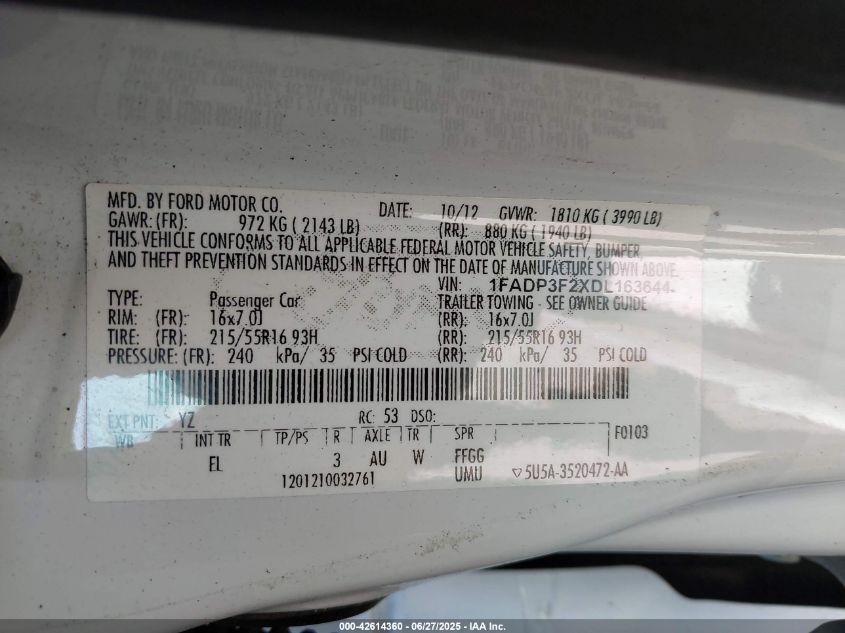 MFD. BY FORD MOTOR CO. DATE: 10/12 GVWR: 1810 KG ( 3990 LB)
GAWR: (FR): 972 KG ( 2143 LB) (RR): 880 KG ( 1940 LB)
THIS VEHICLE CONFORMS TO ALL APPLICABLE FEDERAL MOTOR VEHICLE SAFETY, BUMPER,
AND THEFT PREVENTION STANDARDS IN EFFECT ON THE DATE OF MANUFACTURE SHOWN ABOVE.
VIN: 1FADP3F2XDL163644
TYPE: Passenger Car TRAILER TOWING - SEE OWNER GUIDE
RIM: (FR): 16x7.0J (RR): 16x7.0J
TIRE: (FR): 215/55R16 93H (RR): 215/55R16 93H
PRESSURE: (FR): 240 kPa/ 35 PSI COLD (RR): 240 kPa/ 35 PSI COLD
EXT PNT: YZ RC: 53 DSO:
WB INT TR TP/PS R AXLE TR SPR F0103
EL 3 AU W FFGG
UMU ▽5U5A-3520472-AA
1201210032761
000-42614360 - 06/27/2025 - IAA Inc.